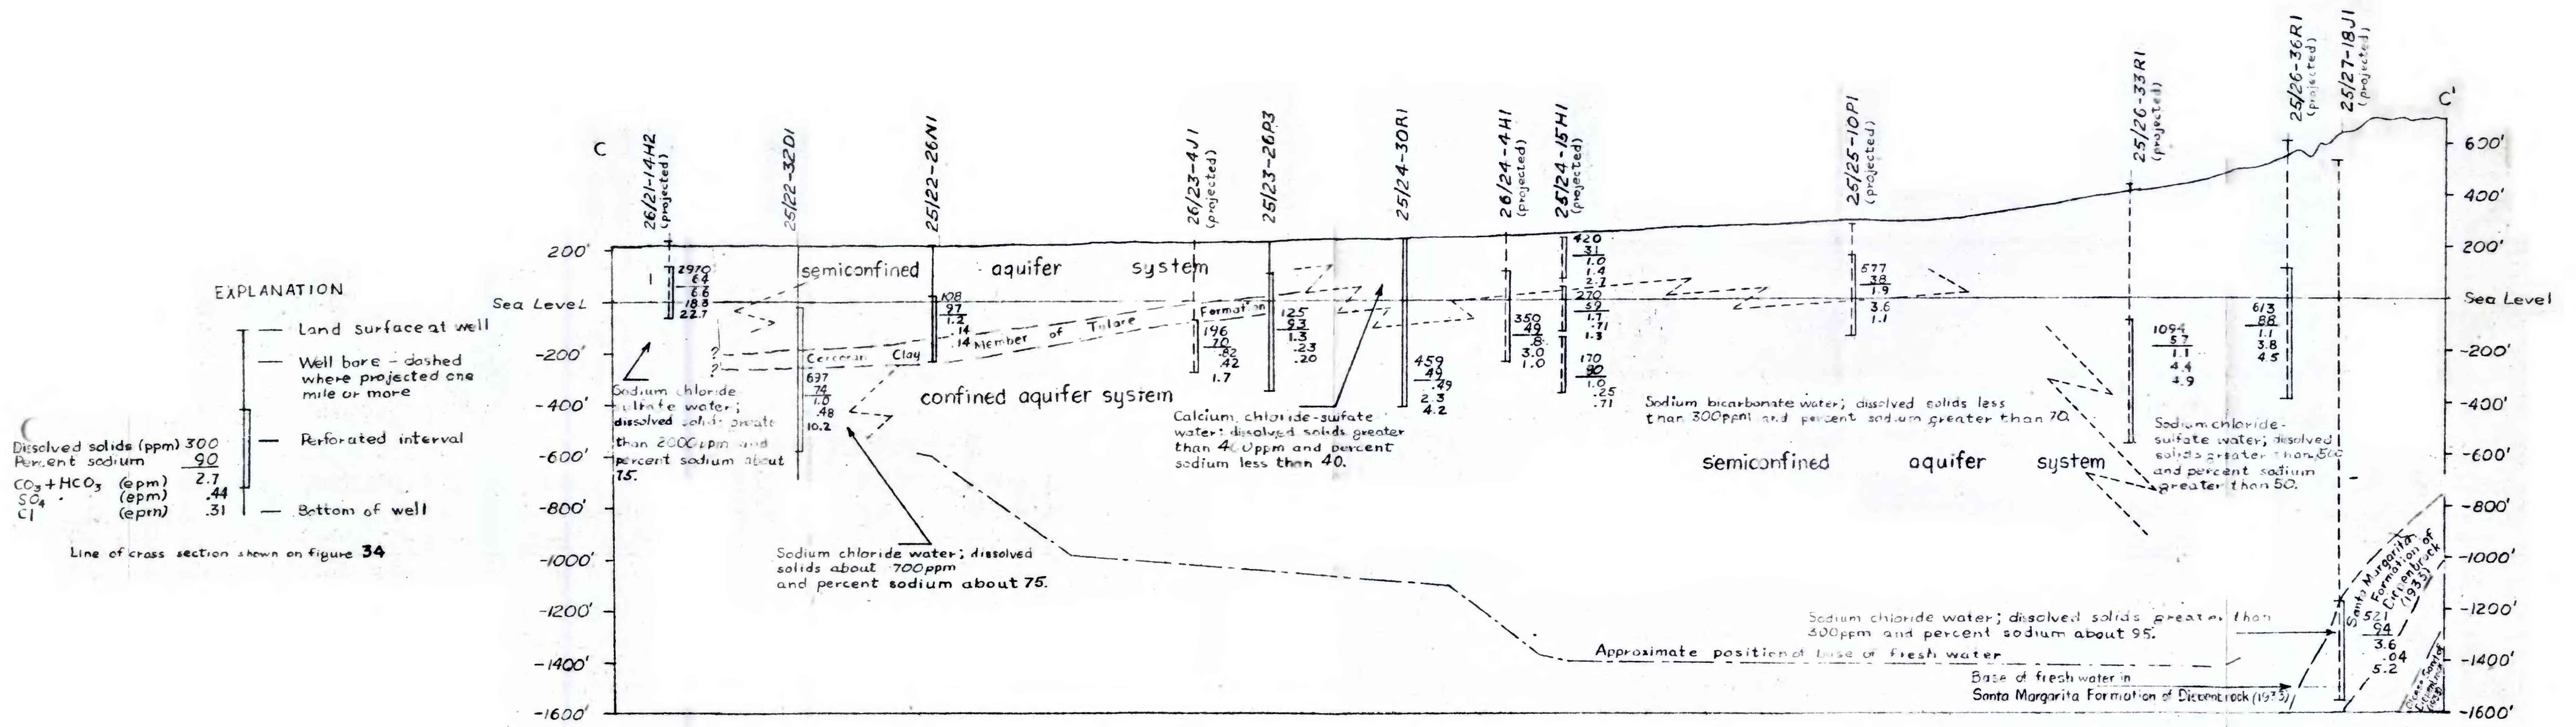 C
C'
26/21-14H2
(projected)
25/22-32D1
25/22-26N1
26/23-4J1
(projected)
25/23-26P3
25/24-30R1
26/24-4H1
(projected)
25/24-15H1
(projected)
25/25-10P1
(projected)
25/26-33R1
(projected)
25/26-36R1
(projected)
25/27-18J1
(projected)
200'
Sea Level
-200'
-400'
-600'
-800'
-1000'
-1200'
-1400'
-1600'
600'
400'
200'
Sea Level
-200'
-400'
-600'
-800'
-1000'
-1200'
-1400'
-1600'
EXPLANATION
Land surface at well
Well bore - dashed
where projected one
mile or more
Perforated interval
Bottom of well
Dissolved solids (ppm) 300
Percent sodium 90
CO3+HCO3 (epm) 2.7
SO4 " (epm) .44
Cl (epm) .31
Line of cross section shown on figure 34
semiconfined aquifer system
2970
64
6.6
18.8
22.7
108
97
1.2
.14
.14
Corcoran Clay Member of Tulare Formation
?
?
697
74
1.0
.48
10.2
196
70
.82
.42
1.7
125
93
1.3
.23
.20
459
49
.49
2.3
4.2
350
49
.8
3.0
1.0
420
31
1.0
1.4
2.7
270
59
1.7
.71
1.3
170
90
1.0
.25
.71
577
38
1.9
3.6
1.1
1094
57
1.1
4.4
4.9
613
88
1.1
3.8
4.5
521
94
3.6
.04
5.2
Sodium chloride
sulfate water;
dissolved solids greate
than 2000ppm and
percent sodium about
75.
confined aquifer system
Calcium, chloride-sulfate
water; dissolved solids greater
than 400ppm and percent
sodium less than 40.
Sodium bicarbonate water; dissolved solids less
than 300ppm and percent sodium greater than 70.
semiconfined aquifer system
Sodium chloride-
sulfate water; dissolved
solids greater than 500
and percent sodium
greater than 50.
Sodium chloride water; dissolved
solids about 700ppm
and percent sodium about 75.
Sodium chloride water; dissolved solids greater than
300ppm and percent sodium about 95.
Approximate position of base of fresh water
Base of fresh water in
Santa Margarita Formation of Diepenbrock (1933)
Santa Margarita
Formation of
Diepenbrock
(1933)